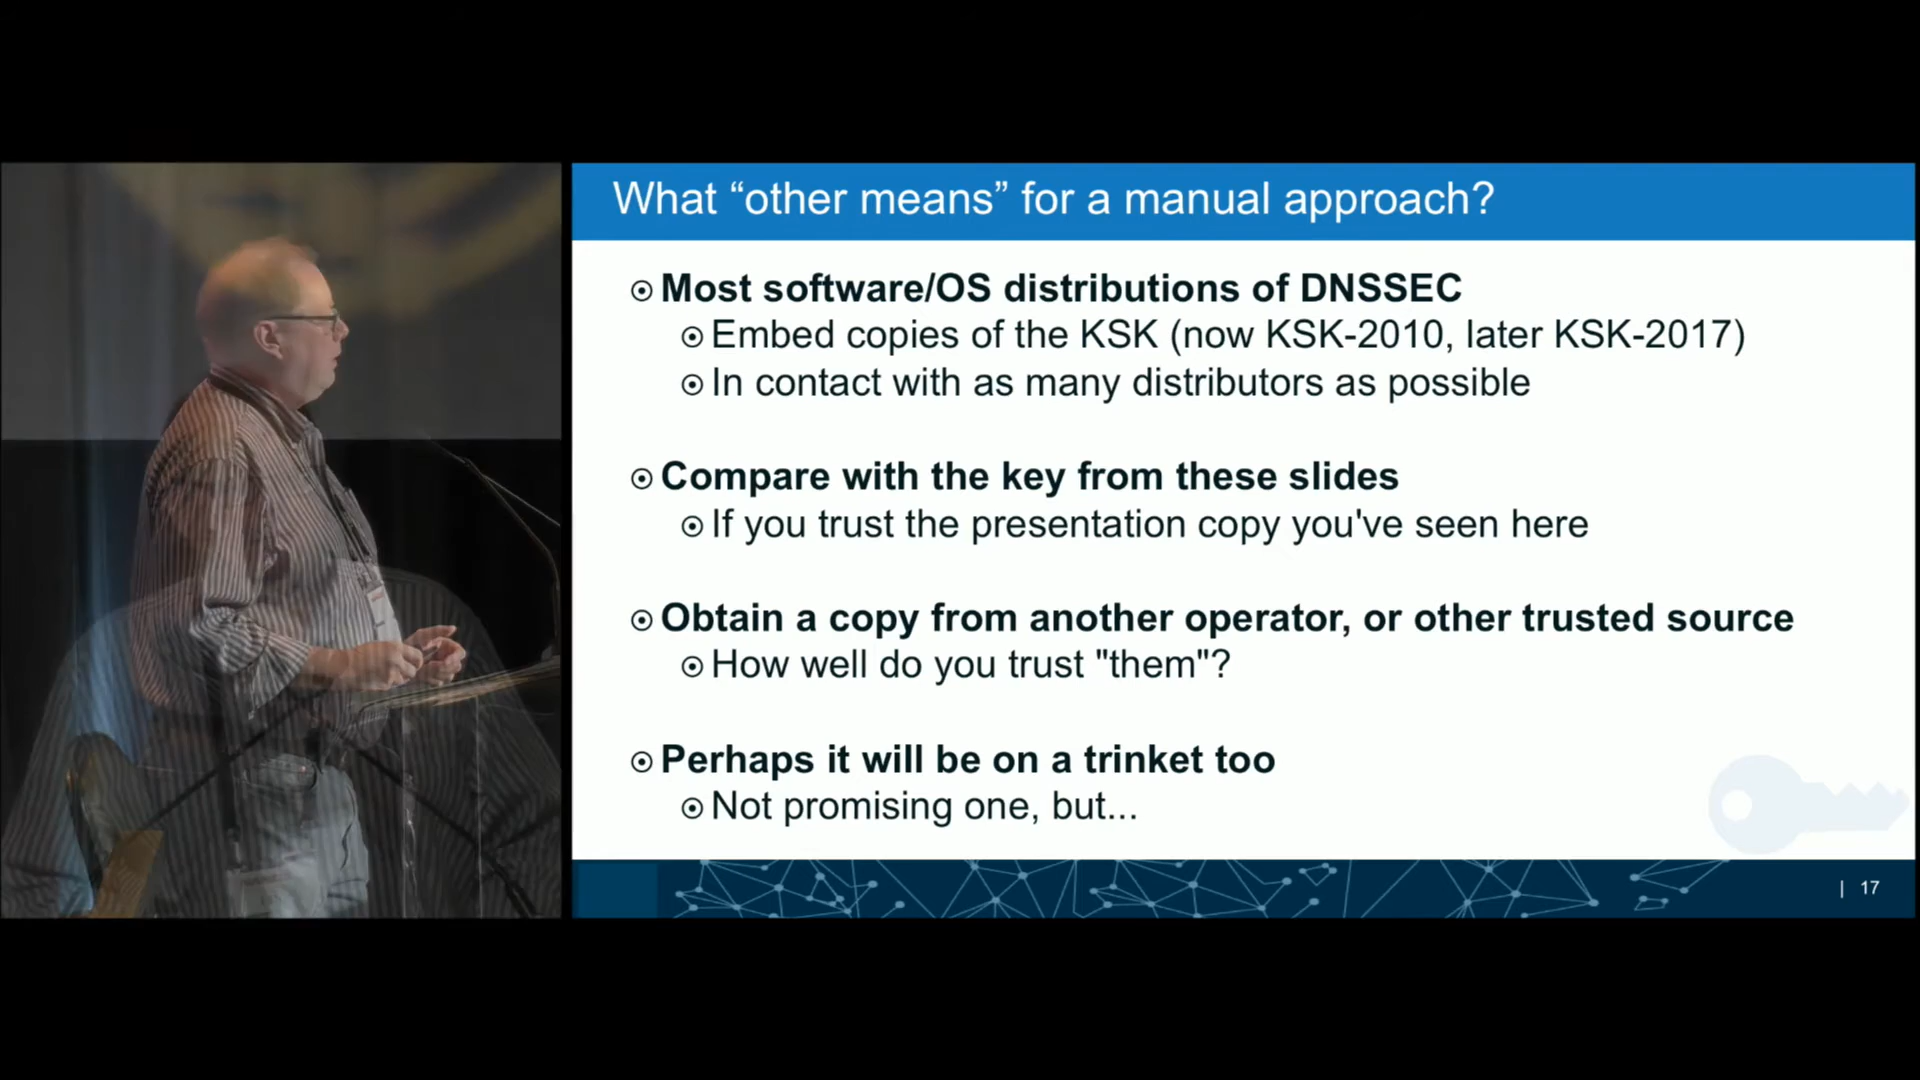 What “other means” for a manual approach?
Most software/OS distributions of DNSSEC
Embed copies of the KSK (now KSK-2010, later KSK-2017)
In contact with as many distributors as possible
Compare with the key from these slides
If you trust the presentation copy you've seen here
Obtain a copy from another operator, or other trusted source
How well do you trust "them"?
Perhaps it will be on a trinket too
Not promising one, but...
| 17